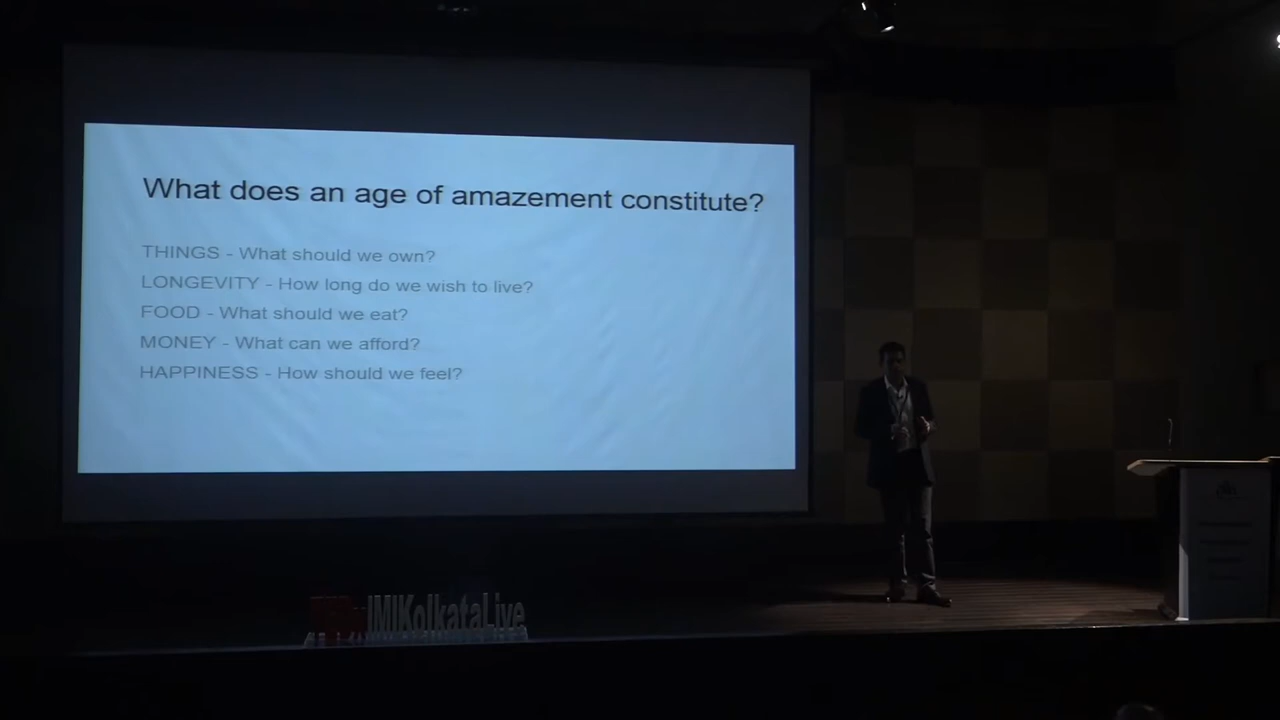 What does an age of amazement constitute?
THINGS - What should we own?
LONGEVITY - How long do we wish to live?
FOOD - What should we eat?
MONEY - What can we afford?
HAPPINESS - How should we feel?
IMIKolkataLive